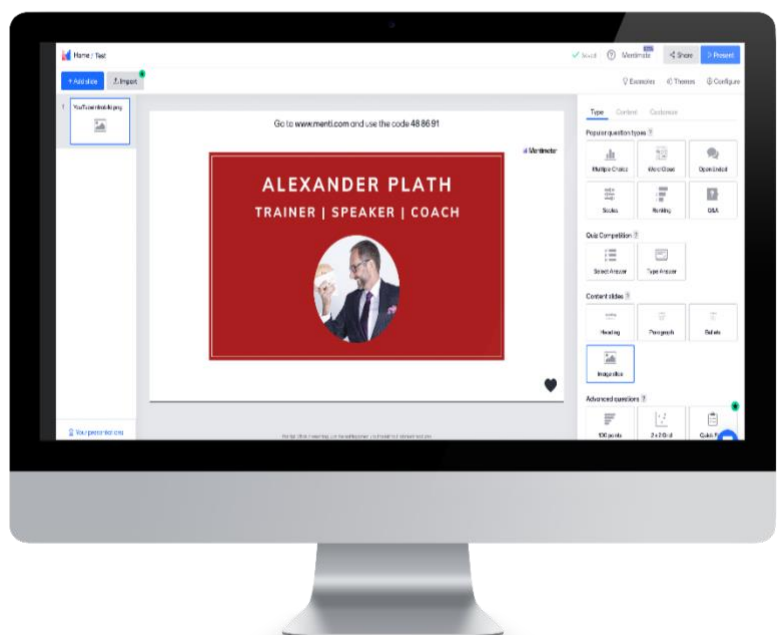 Home / Test
Saved
Share
Present
+ Add slide
Import
Examples
Themes
Configure
1
Type
Content
Customize
Go to www.menti.com and use the code 48 86 91
Mentimeter
Popular question types ?
Multiple Choice
Word Cloud
Open Ended
ALEXANDER PLATH
TRAINER | SPEAKER | COACH
Scales
Ranking
Q&A
Quiz Competition ?
Select Answer
Type Answer
Content slides ?
Heading
Paragraph
Bullets
Image slide
Advanced questions ?
100 points
2 x 2 Grid
Your presentations